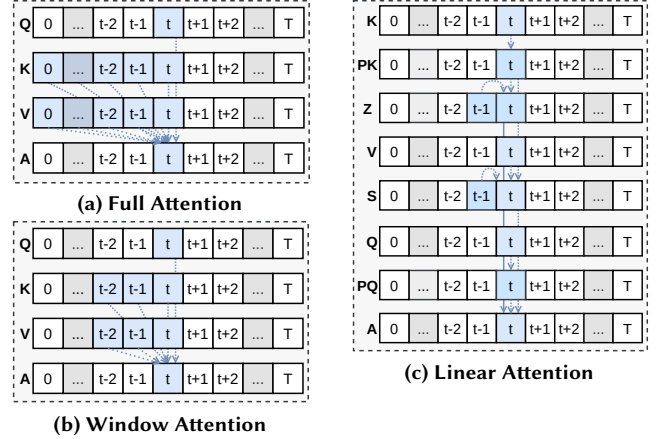 Q 0 ... t-2 t-1 t t+1 t+2 ... T
K 0 ... t-2 t-1 t t+1 t+2 ... T
V 0 ... t-2 t-1 t t+1 t+2 ... T
A 0 ... t-2 t-1 t t+1 t+2 ... T
(a) Full Attention
Q 0 ... t-2 t-1 t t+1 t+2 ... T
K 0 ... t-2 t-1 t t+1 t+2 ... T
V 0 ... t-2 t-1 t t+1 t+2 ... T
A 0 ... t-2 t-1 t t+1 t+2 ... T
(b) Window Attention
K 0 ... t-2 t-1 t t+1 t+2 ... T
PK 0 ... t-2 t-1 t t+1 t+2 ... T
Z 0 ... t-2 t-1 t t+1 t+2 ... T
V 0 ... t-2 t-1 t t+1 t+2 ... T
S 0 ... t-2 t-1 t t+1 t+2 ... T
Q 0 ... t-2 t-1 t t+1 t+2 ... T
PQ 0 ... t-2 t-1 t t+1 t+2 ... T
A 0 ... t-2 t-1 t t+1 t+2 ... T
(c) Linear Attention